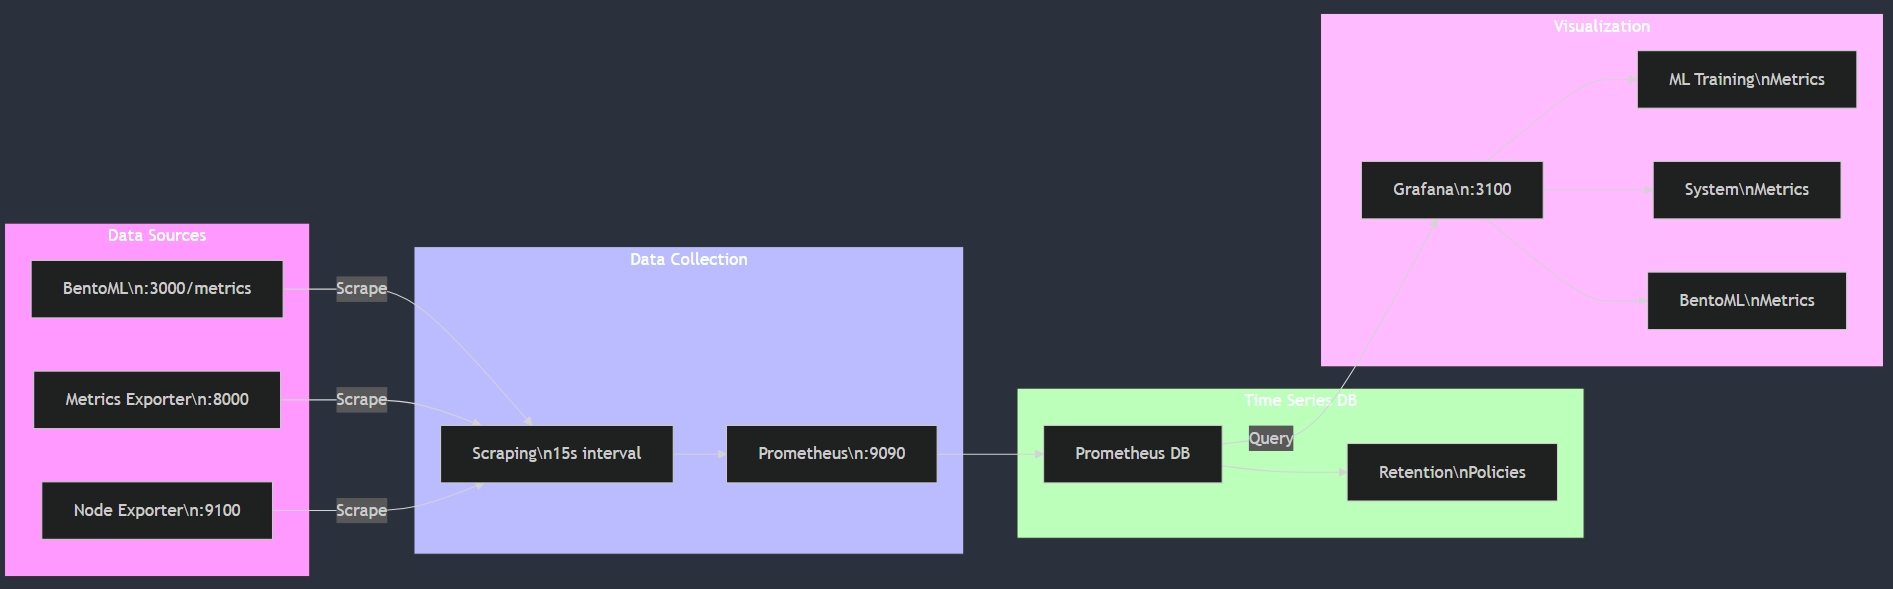 Data Sources
BentoML\n:3000/metrics
Metrics Exporter\n:8000
Node Exporter\n:9100
Scrape
Scrape
Scrape
Data Collection
Scraping\n15s interval
Prometheus\n:9090
Time Series DB
Prometheus DB
Query
Retention\nPolicies
Visualization
Grafana\n:3100
ML Training\nMetrics
System\nMetrics
BentoML\nMetrics